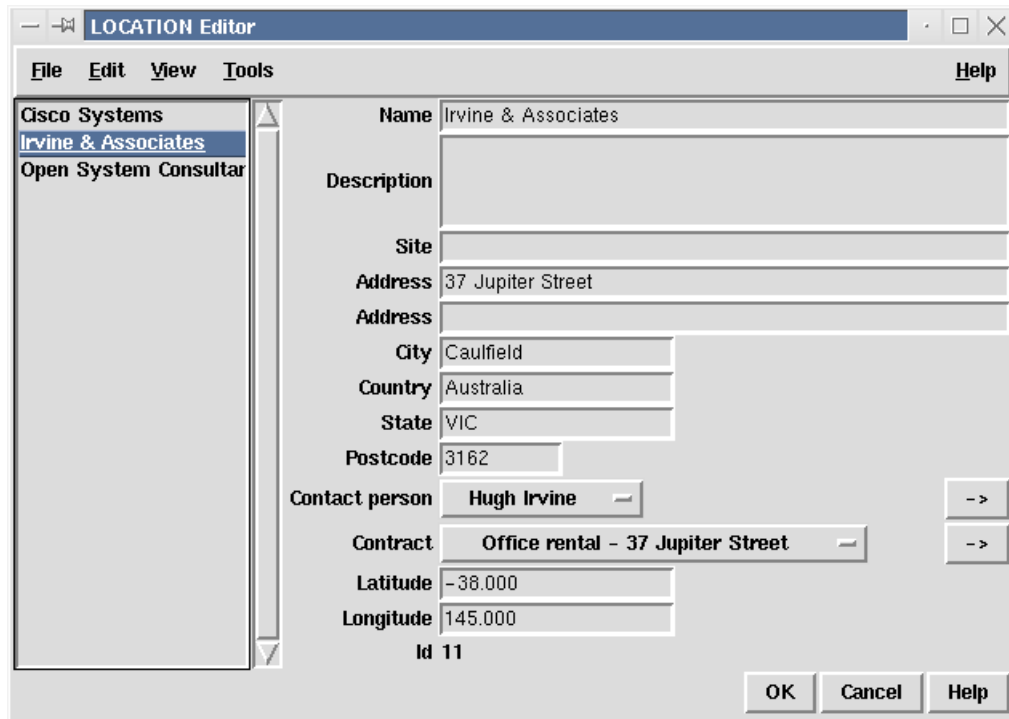 LOCATION Editor
File Edit View Tools Help
Cisco Systems
Irvine & Associates
Open System Consultar
Name Irvine & Associates
Description
Site
Address 37 Jupiter Street
Address
City Caulfield
Country Australia
State VIC
Postcode 3162
Contact person Hugh Irvine ->
Contract Office rental - 37 Jupiter Street ->
Latitude -38.000
Longitude 145.000
Id 11
OK Cancel Help